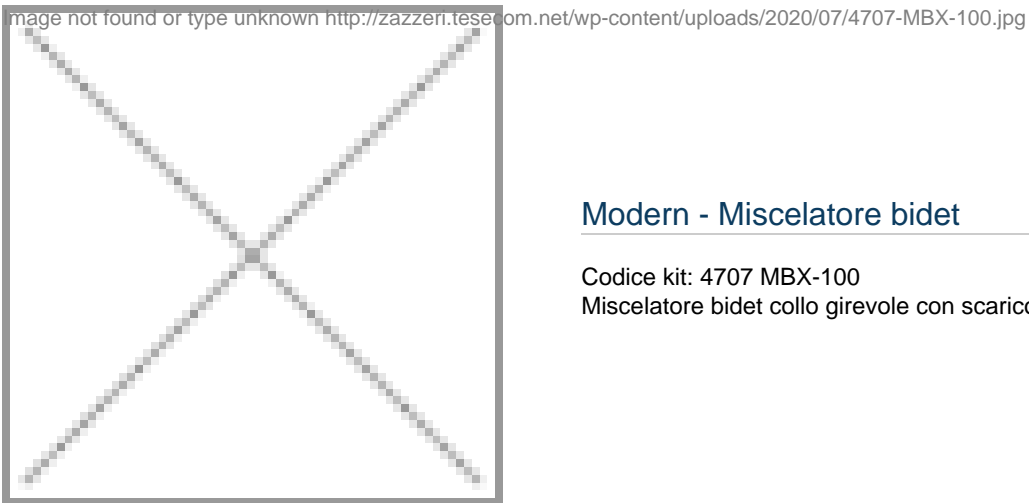 Image not found or type unknown http://zazzeri.tesecom.net/wp-content/uploads/2020/07/4707-MBX-100.jpg
Modern - Miscelatore bidet
Codice kit: 4707 MBX-100
Miscelatore bidet collo girevole con scarico